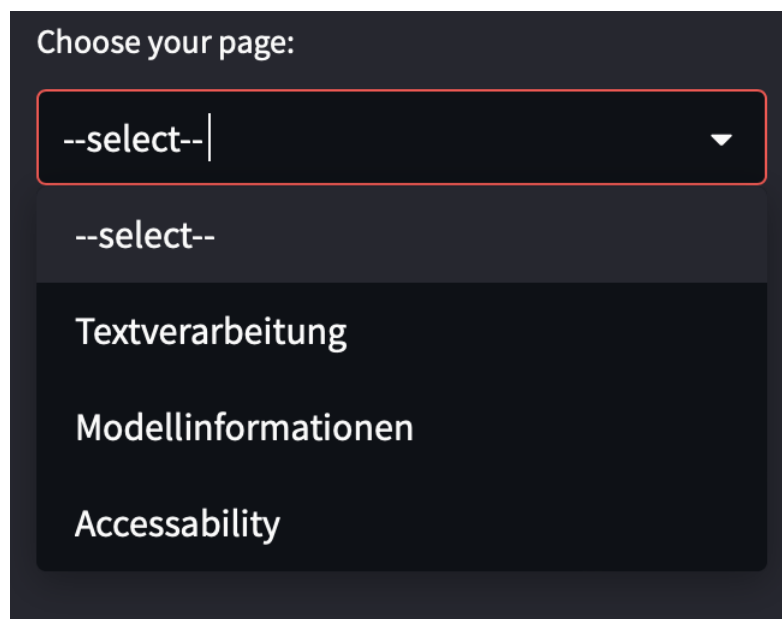 Choose your page:
--select--
--select--
Textverarbeitung
Modellinformationen
Accessability